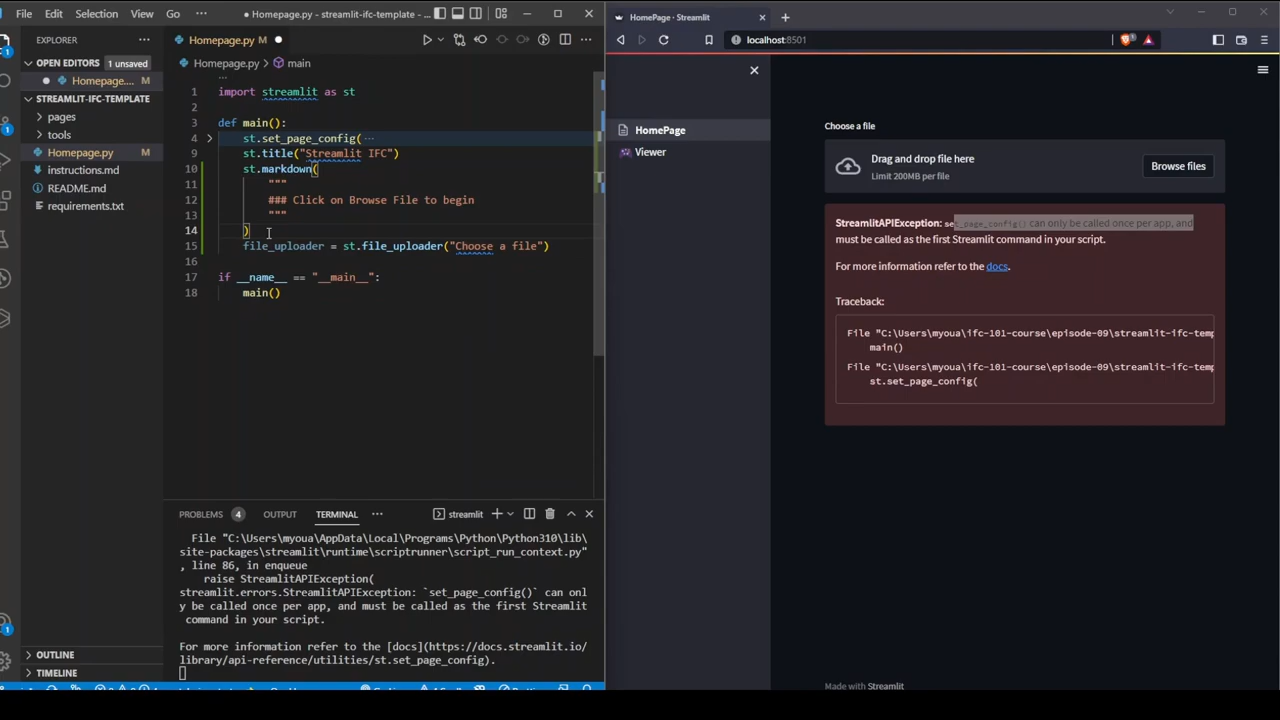 File Edit Selection View Go ··· ● Homepage.py - streamlit-ifc-template - ...
EXPLORER ···
OPEN EDITORS 1 unsaved
● Homepage.... M
STREAMLIT-IFC-TEMPLATE
pages
tools
Homepage.py M
instructions.md
README.md
requirements.txt
OUTLINE
TIMELINE
Homepage.py M ●
Homepage.py > main
...
1 import streamlit as st
2
3 def main():
4 st.set_page_config( ···
9 st.title("Streamlit IFC")
10 st.markdown(
11 """
12 ### Click on Browse File to begin
13 """
14 )
15 file_uploader = st.file_uploader("Choose a file")
16
17 if __name__ == "__main__":
18 main()
PROBLEMS 4 OUTPUT TERMINAL ··· streamlit
File "C:\Users\myoua\AppData\Local\Programs\Python\Python310\lib\
site-packages\streamlit\runtime\scriptrunner\script_run_context.py"
, line 86, in enqueue
raise StreamlitAPIException(
streamlit.errors.StreamlitAPIException: `set_page_config()` can onl
y be called once per app, and must be called as the first Streamlit
command in your script.
For more information refer to the [docs](https://docs.streamlit.io/
library/api-reference/utilities/st.set_page_config).
HomePage · Streamlit
localhost:8501
HomePage
Viewer
Choose a file
Drag and drop file here
Limit 200MB per file
Browse files
StreamlitAPIException: set_page_config() can only be called once per app, and
must be called as the first Streamlit command in your script.
For more information refer to the docs.
Traceback:
File "C:\Users\myoua\ifc-101-course\episode-09\streamlit-ifc-temp
main()
File "C:\Users\myoua\ifc-101-course\episode-09\streamlit-ifc-temp
st.set_page_config(
Made with Streamlit